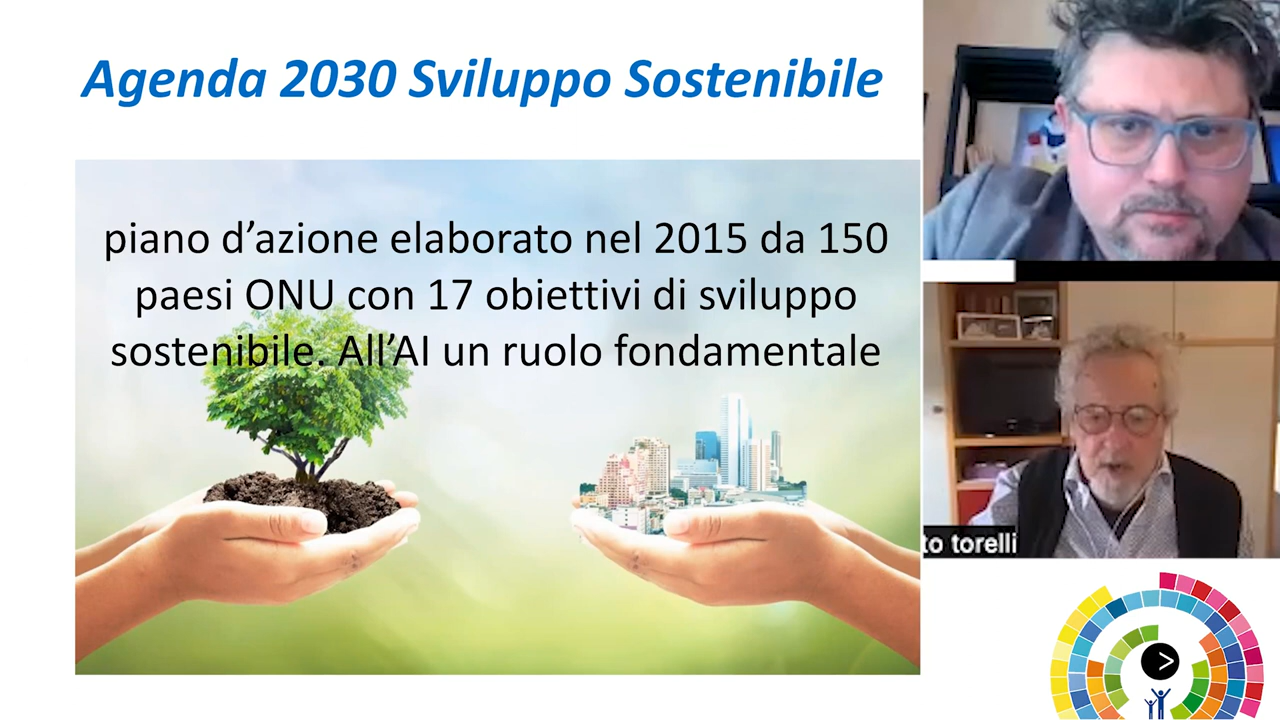 Agenda 2030 Sviluppo Sostenibile
piano d’azione elaborato nel 2015 da 150
paesi ONU con 17 obiettivi di sviluppo
sostenibile. All’AI un ruolo fondamentale
to torelli